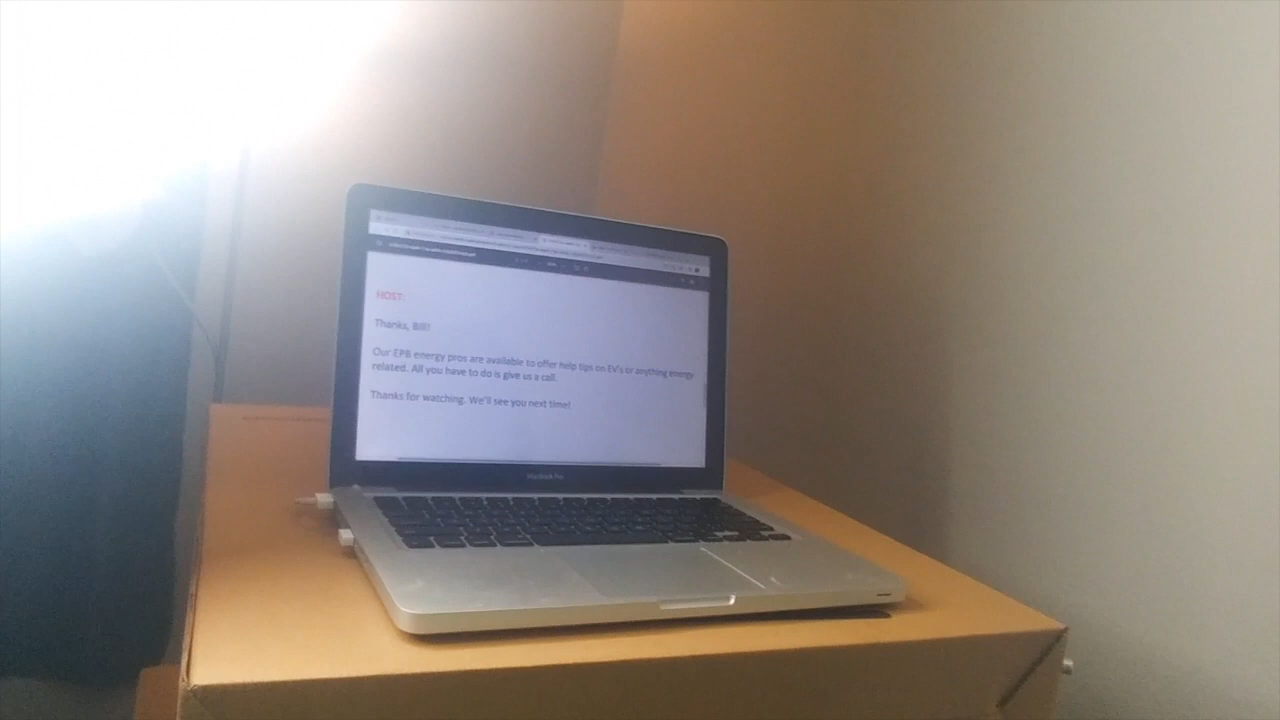 HOST:
Thanks, Bill!
Our EPB energy pros are available to offer help tips on EV's or anything energy
related. All you have to do is give us a call.
Thanks for watching. We'll see you next time!
MacBook Pro